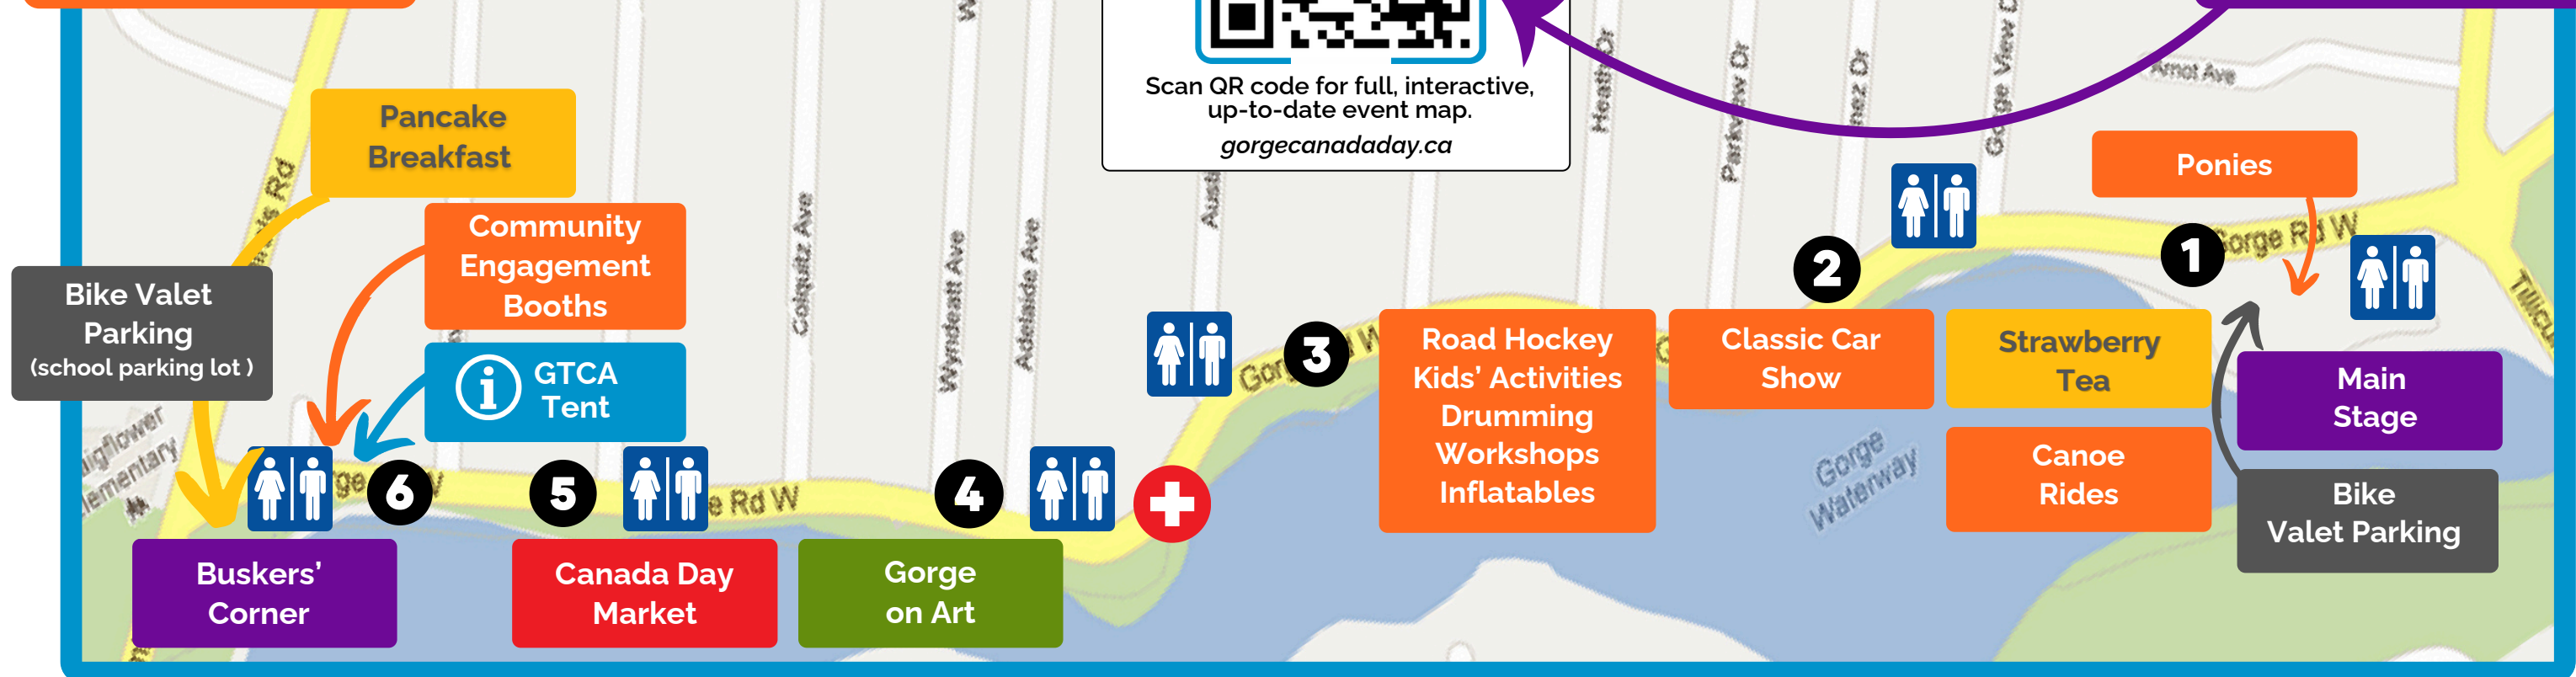 Scan QR code for full, interactive,
up-to-date event map.
gorgecanadaday.ca
Pancake
Breakfast
Community
Engagement
Booths
Bike Valet
Parking
(school parking lot )
GTCA
Tent
Buskers’
Corner
Canada Day
Market
Gorge
on Art
Road Hockey
Kids’ Activities
Drumming
Workshops
Inflatables
Classic Car
Show
Strawberry
Tea
Canoe
Rides
Ponies
Main
Stage
Bike
Valet Parking
6
5
4
3
2
1
Colquitz Ave
Wyndeatt Ave
Adelaide Ave
Heath Dr
Parkview Dr
Gorge View D
Arnot Ave
Gorge Rd W
e Rd W
Gorge
Waterway
Rd